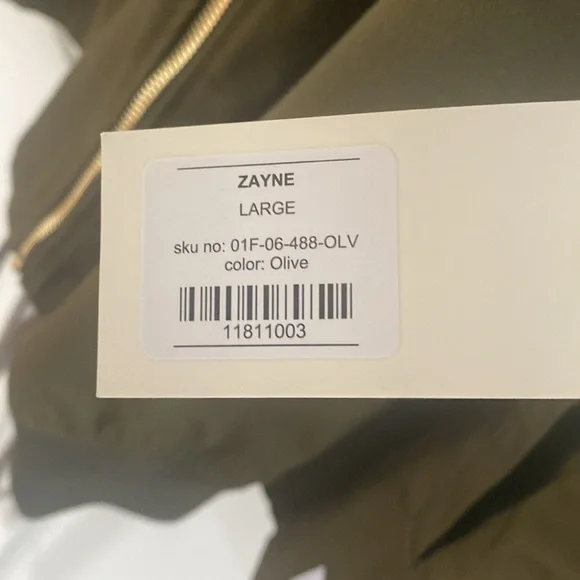 ZAYNE
LARGE
sku no: 01F-06-488-OLV
color: Olive
11811003